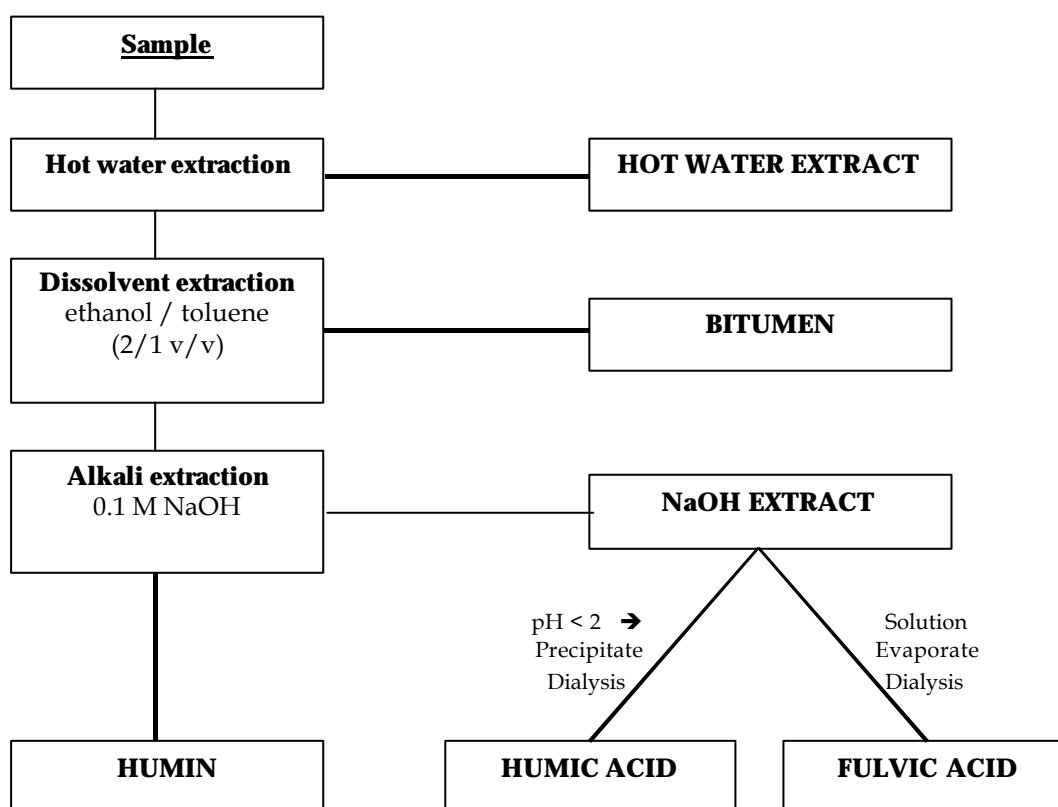 Sample
Hot water extraction
HOT WATER EXTRACT
Dissolvent extraction
ethanol / toluene
(2/1 v/v)
BITUMEN
Alkali extraction
0.1 M NaOH
NaOH EXTRACT
pH < 2 ➔
Precipitate
Dialysis
Solution
Evaporate
Dialysis
HUMIN
HUMIC ACID
FULVIC ACID